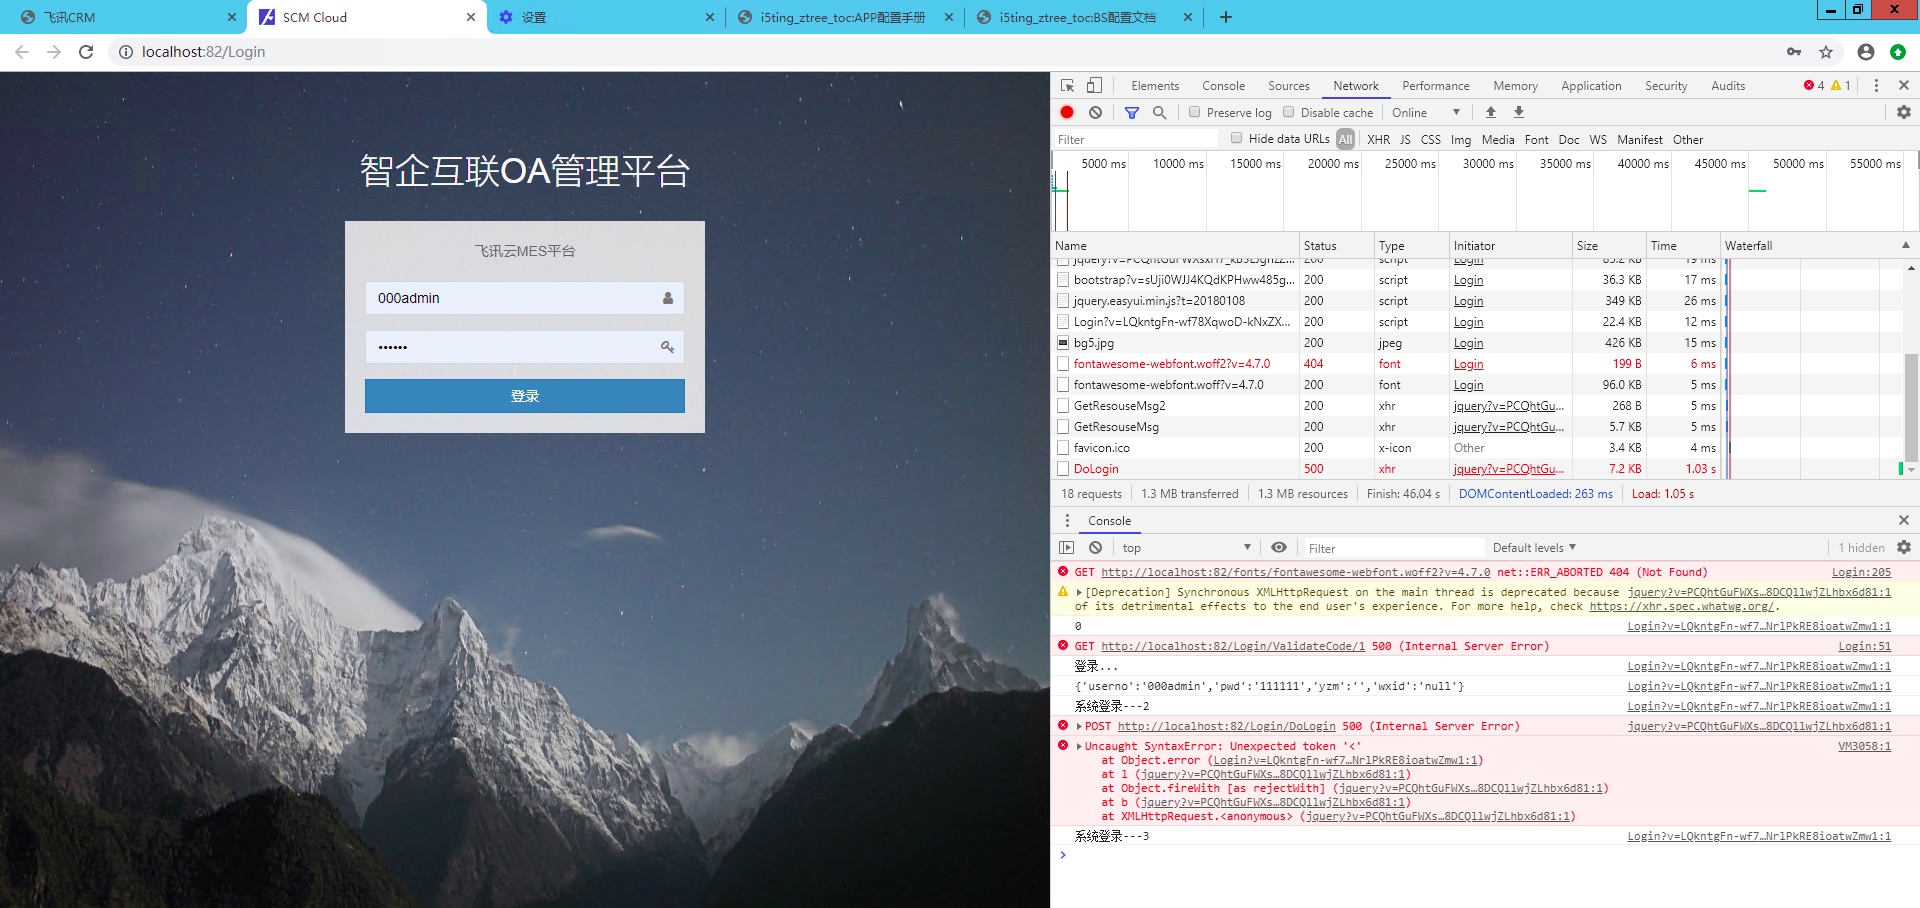 飞讯CRM
SCM Cloud
设置
i5ting_ztree_toc:APP配置手册
i5ting_ztree_toc:BS配置文档
localhost:82/Login
智企互联OA管理平台
飞讯云MES平台
000admin
••••••
登录
Elements Console Sources Network Performance Memory Application Security Audits 4 1
Preserve log Disable cache Online
Filter Hide data URLs All XHR JS CSS Img Media Font Doc WS Manifest Other
5000 ms 10000 ms 15000 ms 20000 ms 25000 ms 30000 ms 35000 ms 40000 ms 45000 ms 50000 ms 55000 ms
Name Status Type Initiator Size Time Waterfall
200 script Login 19 ms
bootstrap?v=sUji0WJJ4KQdKPHww485g... 200 script Login 36.3 KB 17 ms
jquery.easyui.min.js?t=20180108 200 script Login 349 KB 26 ms
Login?v=LQkntgFn-wf78XqwoD-kNxZX... 200 script Login 22.4 KB 12 ms
bg5.jpg 200 jpeg Login 426 KB 15 ms
fontawesome-webfont.woff2?v=4.7.0 404 font Login 199 B 6 ms
fontawesome-webfont.woff?v=4.7.0 200 font Login 96.0 KB 5 ms
GetResouseMsg2 200 xhr jquery?v=PCQhtGu... 268 B 5 ms
GetResouseMsg 200 xhr jquery?v=PCQhtGu... 5.7 KB 5 ms
favicon.ico 200 x-icon Other 3.4 KB 4 ms
DoLogin 500 xhr jquery?v=PCQhtGu... 7.2 KB 1.03 s
18 requests 1.3 MB transferred 1.3 MB resources Finish: 46.04 s DOMContentLoaded: 263 ms Load: 1.05 s
Console
top Filter Default levels 1 hidden
GET http://localhost:82/fonts/fontawesome-webfont.woff2?v=4.7.0 net::ERR_ABORTED 404 (Not Found) Login:205
[Deprecation] Synchronous XMLHttpRequest on the main thread is deprecated because jquery?v=PCQhtGuFWXs…8DCQllwjZLhbx6d81:1
of its detrimental effects to the end user's experience. For more help, check https://xhr.spec.whatwg.org/.
0 Login?v=LQkntgFn-wf7…NrlPkRE8ioatwZmw1:1
GET http://localhost:82/Login/ValidateCode/1 500 (Internal Server Error) Login:51
登录... Login?v=LQkntgFn-wf7…NrlPkRE8ioatwZmw1:1
{'userno':'000admin','pwd':'111111','yzm':'','wxid':'null'} Login?v=LQkntgFn-wf7…NrlPkRE8ioatwZmw1:1
系统登录---2 Login?v=LQkntgFn-wf7…NrlPkRE8ioatwZmw1:1
POST http://localhost:82/Login/DoLogin 500 (Internal Server Error) jquery?v=PCQhtGuFWXs…8DCQllwjZLhbx6d81:1
Uncaught SyntaxError: Unexpected token '<' VM3058:1
at Object.error (Login?v=LQkntgFn-wf7…NrlPkRE8ioatwZmw1:1)
at l (jquery?v=PCQhtGuFWXs…8DCQllwjZLhbx6d81:1)
at Object.fireWith [as rejectWith] (jquery?v=PCQhtGuFWXs…8DCQllwjZLhbx6d81:1)
at b (jquery?v=PCQhtGuFWXs…8DCQllwjZLhbx6d81:1)
at XMLHttpRequest.<anonymous> (jquery?v=PCQhtGuFWXs…8DCQllwjZLhbx6d81:1)
系统登录---3 Login?v=LQkntgFn-wf7…NrlPkRE8ioatwZmw1:1